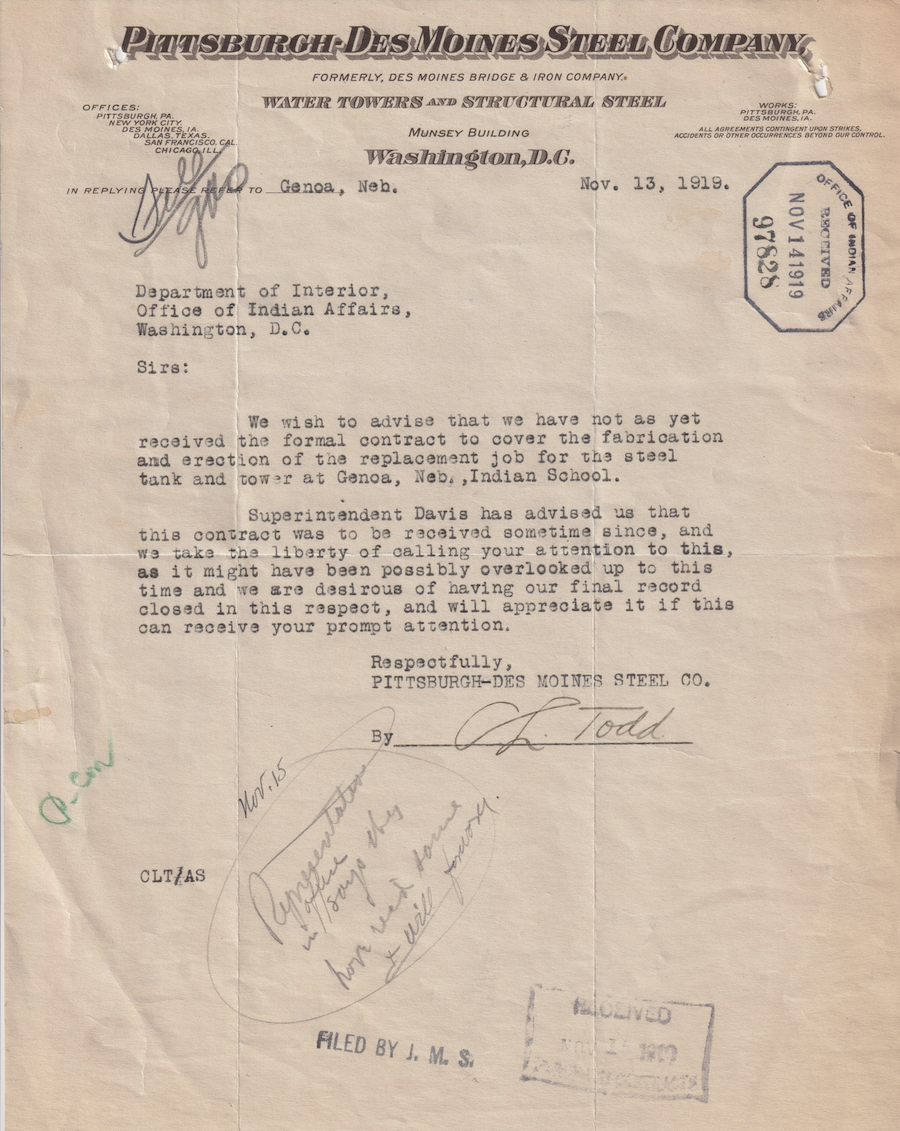 PITTSBURGH-DES MOINES STEEL COMPANY,
FORMERLY, DES MOINES BRIDGE & IRON COMPANY.
WATER TOWERS AND STRUCTURAL STEEL
OFFICES:
PITTSBURGH, PA.
NEW YORK CITY.
DES MOINES, IA.
DALLAS, TEXAS.
SAN FRANCISCO, CAL.
CHICAGO, ILL.
WORKS:
PITTSBURGH, PA.
DES MOINES, IA.
ALL AGREEMENTS CONTINGENT UPON STRIKES,
ACCIDENTS OR OTHER OCCURRENCES BEYOND OUR CONTROL.
MUNSEY BUILDING
Washington, D.C.
IN REPLYING PLEASE REFER TO Genoa, Neb.
Nov. 13, 1919.
OFFICE OF INDIAN AFFAIRS
RECEIVED
NOV 14 1919
97828
Department of Interior,
Office of Indian Affairs,
Washington, D.C.
Sirs:
We wish to advise that we have not as yet
received the formal contract to cover the fabrication
and erection of the replacement job for the steel
tank and tower at Genoa, Neb.,Indian School.
Superintendent Davis has advised us that
this contract was to be received sometime since, and
we take the liberty of calling your attention to this,
as it might have been possibly overlooked up to this
time and we are desirous of having our final record
closed in this respect, and will appreciate it if this
can receive your prompt attention.
Respectfully,
PITTSBURGH-DES MOINES STEEL CO.
By C L. Todd
Nov. 15
Representative
in office
says they
have recd same
& will forward.
P-Con
CLT/AS
FILED BY J. M. S.
RECEIVED